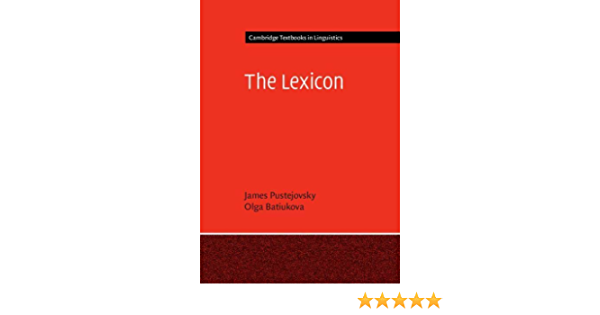 Cambridge Textbooks in Linguistics
The Lexicon
James Pustejovsky
Olga Batiukova